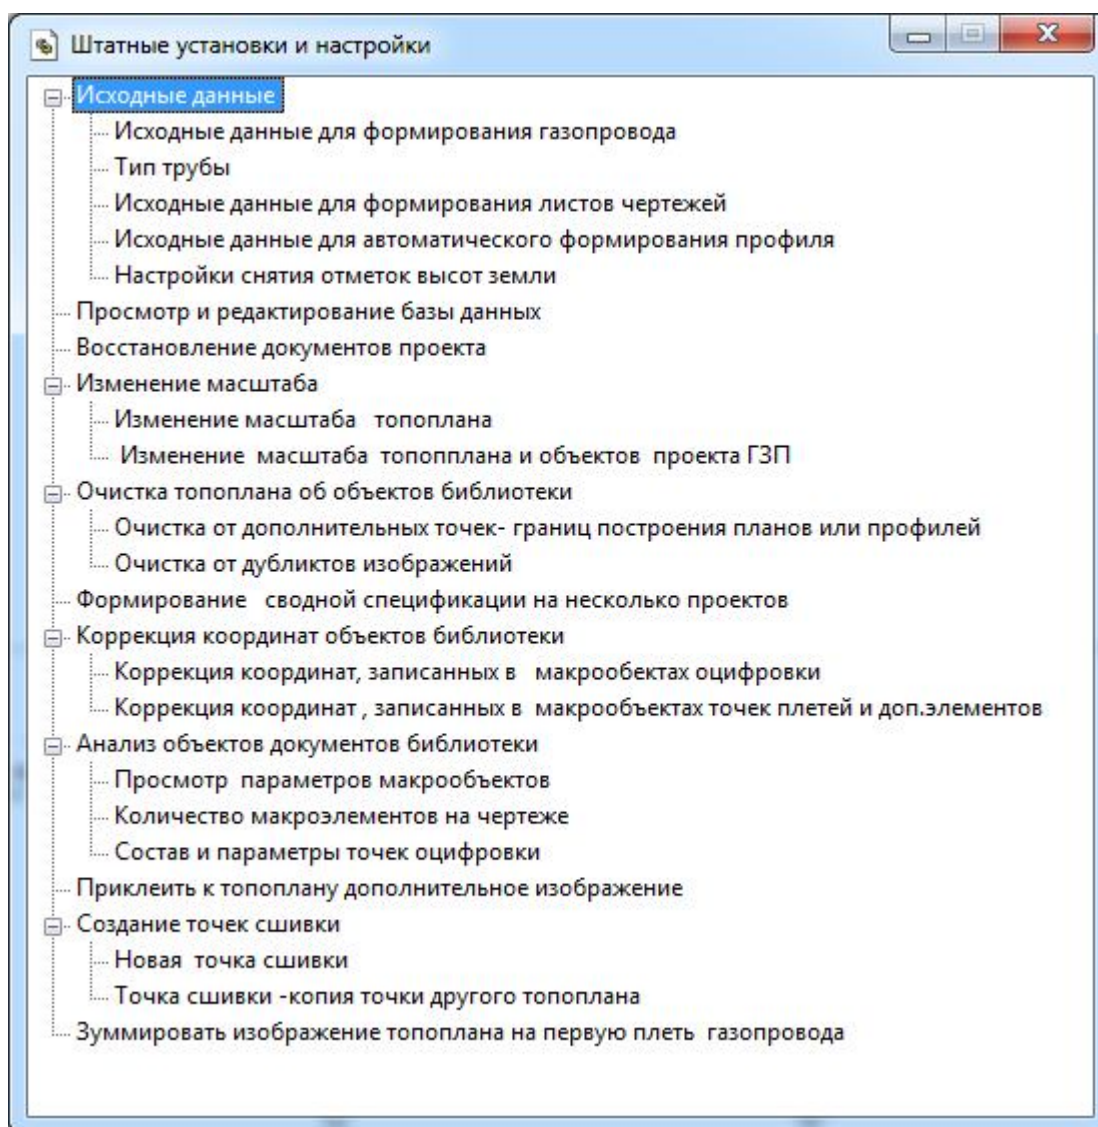 Штатные установки и настройки
Исходные данные
Исходные данные для формирования газопровода
Тип трубы
Исходные данные для формирования листов чертежей
Исходные данные для автоматического формирования профиля
Настройки снятия отметок высот земли
Просмотр и редактирование базы данных
Восстановление документов проекта
Изменение масштаба
Изменение масштаба   топоплана
Изменение  масштаба  топопплана и объектов  проекта ГЗП
Очистка топоплана об объектов библиотеки
Очистка от дополнительных точек- границ построения планов или профилей
Очистка от дубликтов изображений
Формирование   сводной спецификации на несколько проектов
Коррекция координат объектов библиотеки
Коррекция координат, записанных в   макрообектах оцифровки
Коррекция координат , записанных в  макрообъектах точек плетей и доп.элементов
Анализ объектов документов библиотеки
Просмотр  параметров макрообъектов
Количество макроэлементов на чертеже
Состав и параметры точек оцифровки
Приклеить к топоплану дополнительное изображение
Создание точек сшивки
Новая  точка сшивки
Точка сшивки -копия точки другого топоплана
Зуммировать изображение топоплана на первую плеть  газопровода